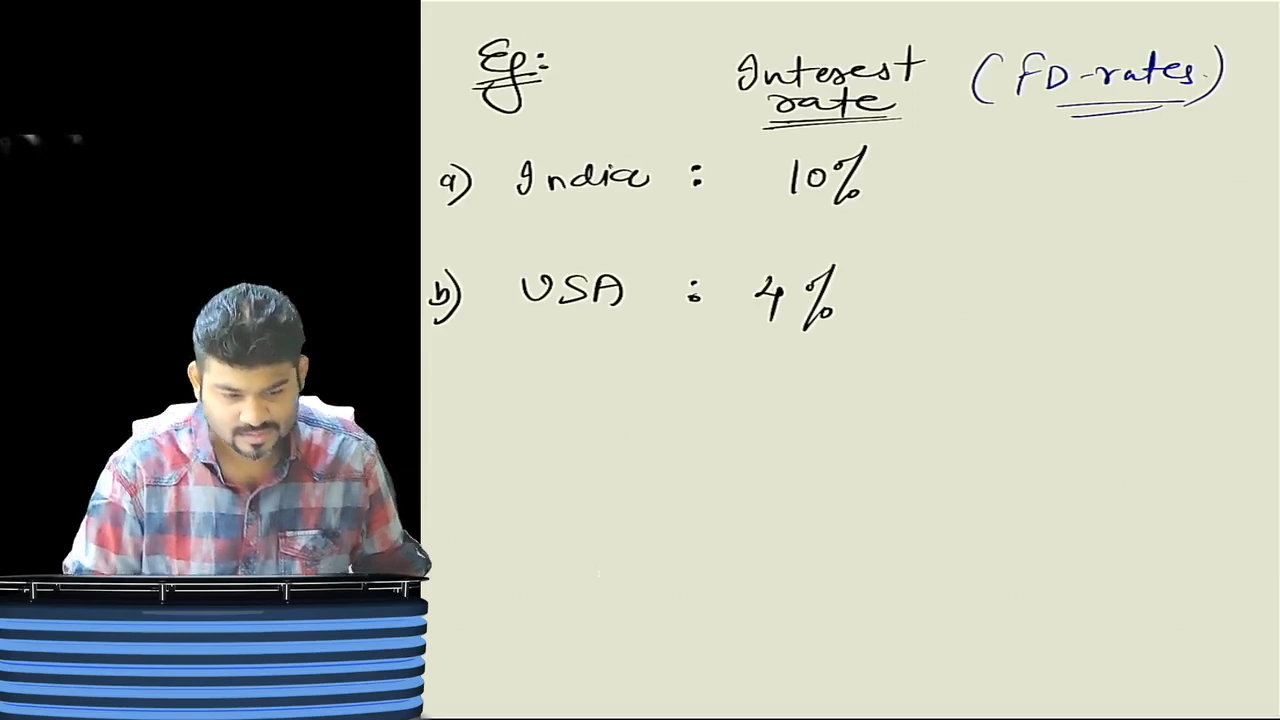 Eg: Interest rate (FD-rates.)
a) India : 10%
b) USA : 4%